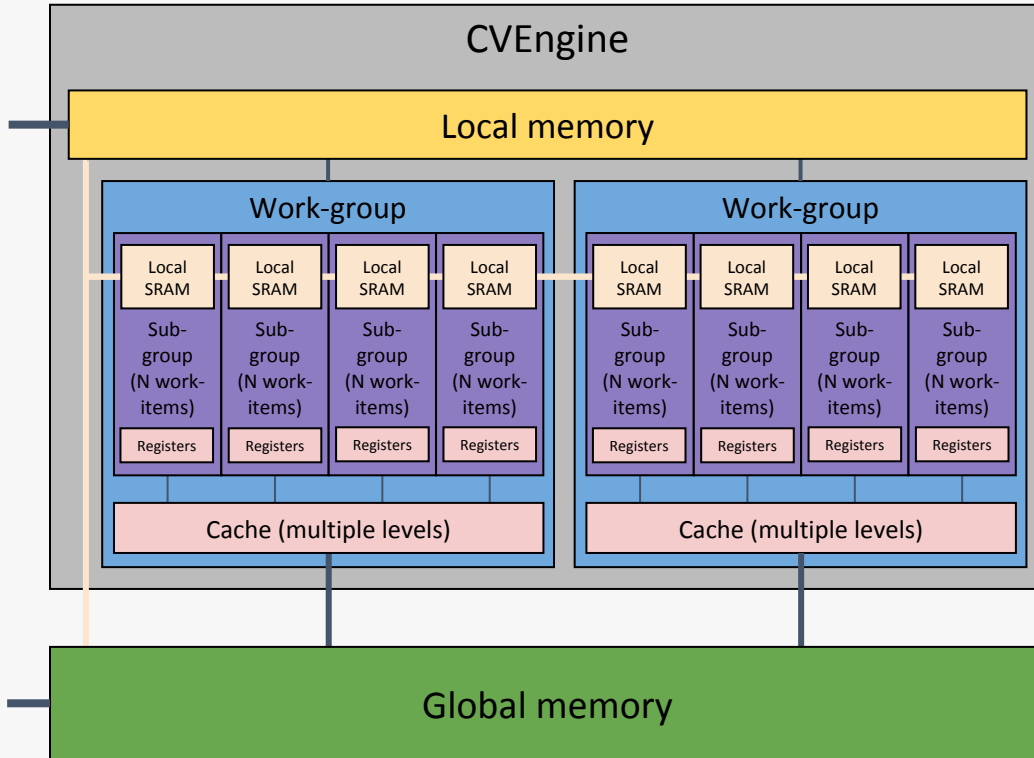 CVEngine
Local memory
Work-group
Local
SRAM
Sub-
group
(N work-
items)
Registers
Local
SRAM
Sub-
group
(N work-
items)
Registers
Local
SRAM
Sub-
group
(N work-
items)
Registers
Local
SRAM
Sub-
group
(N work-
items)
Registers
Cache (multiple levels)
Work-group
Local
SRAM
Sub-
group
(N work-
items)
Registers
Local
SRAM
Sub-
group
(N work-
items)
Registers
Local
SRAM
Sub-
group
(N work-
items)
Registers
Local
SRAM
Sub-
group
(N work-
items)
Registers
Cache (multiple levels)
Global memory